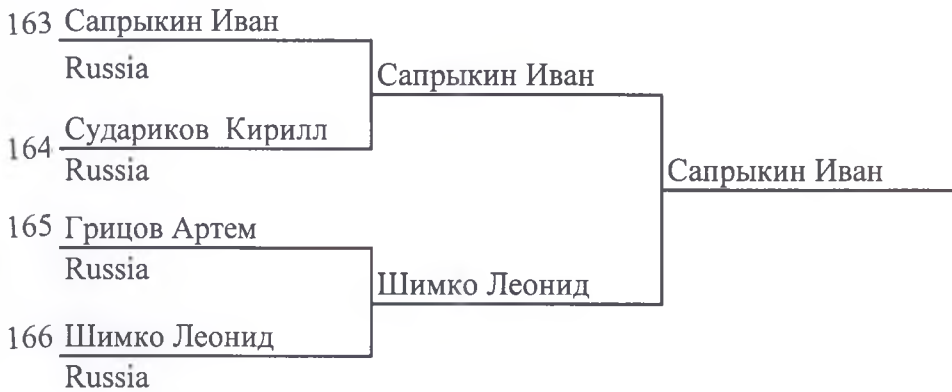 163 Сапрыкин Иван
Russia
Сапрыкин Иван
164 Судариков Кирилл
Russia
Сапрыкин Иван
165 Грицов Артем
Russia
Шимко Леонид
166 Шимко Леонид
Russia